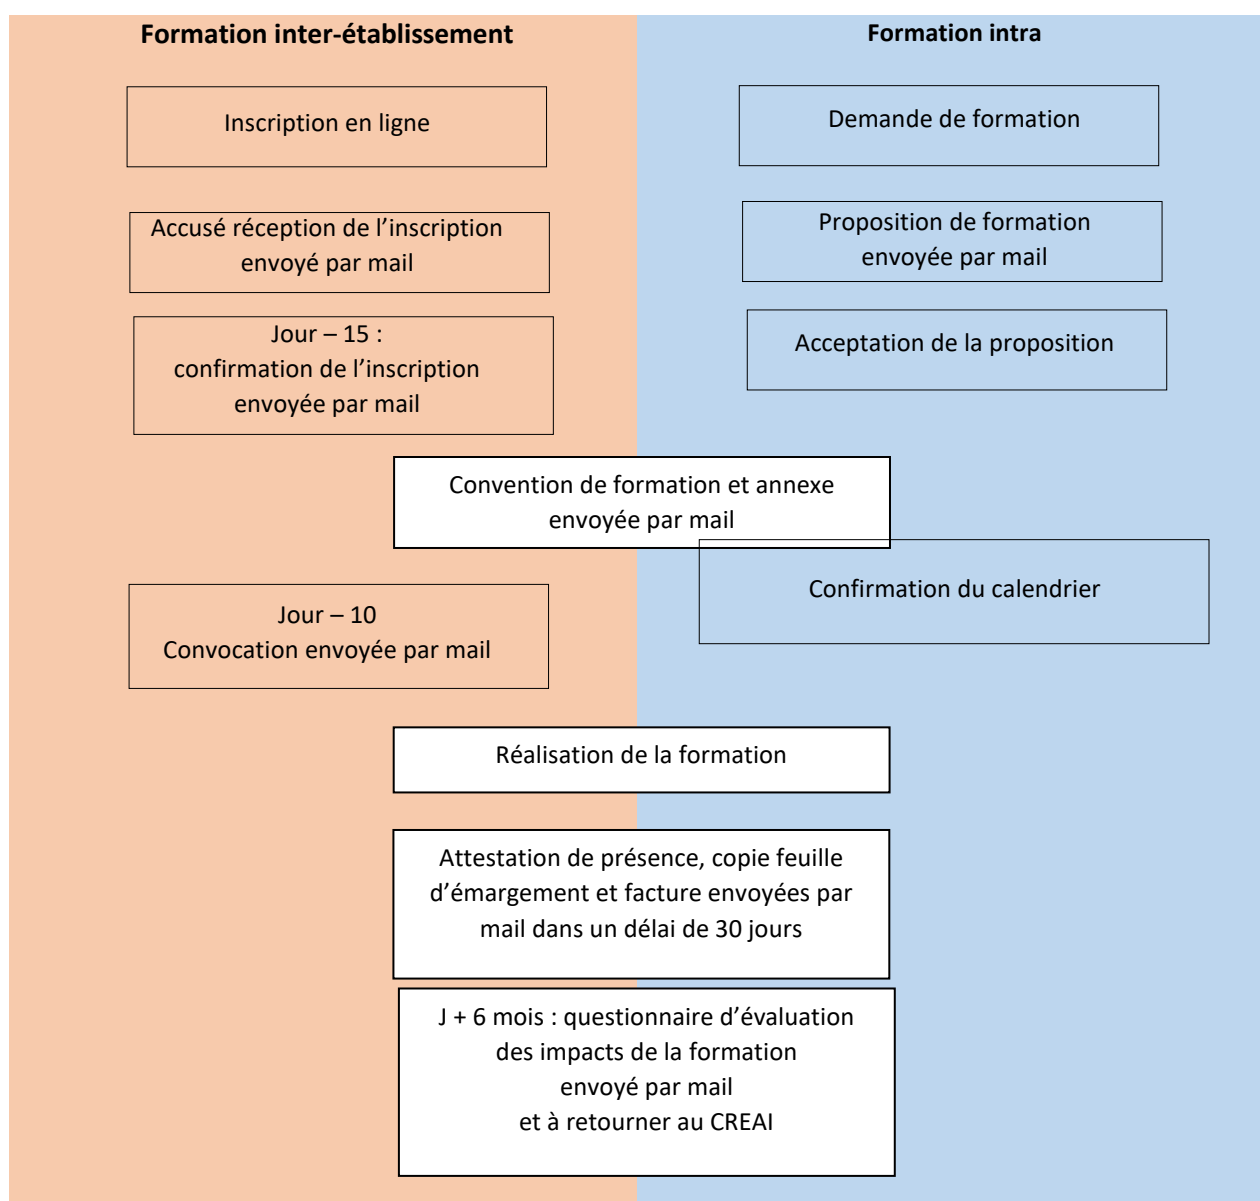 Formation inter-établissement
Formation intra
Inscription en ligne
Demande de formation
Accusé réception de l'inscription
envoyé par mail
Proposition de formation
envoyée par mail
Jour – 15 :
confirmation de l'inscription
envoyée par mail
Acceptation de la proposition
Convention de formation et annexe
envoyée par mail
Confirmation du calendrier
Jour – 10
Convocation envoyée par mail
Réalisation de la formation
Attestation de présence, copie feuille
d'émargement et facture envoyées par
mail dans un délai de 30 jours
J + 6 mois : questionnaire d'évaluation
des impacts de la formation
envoyé par mail
et à retourner au CREAI